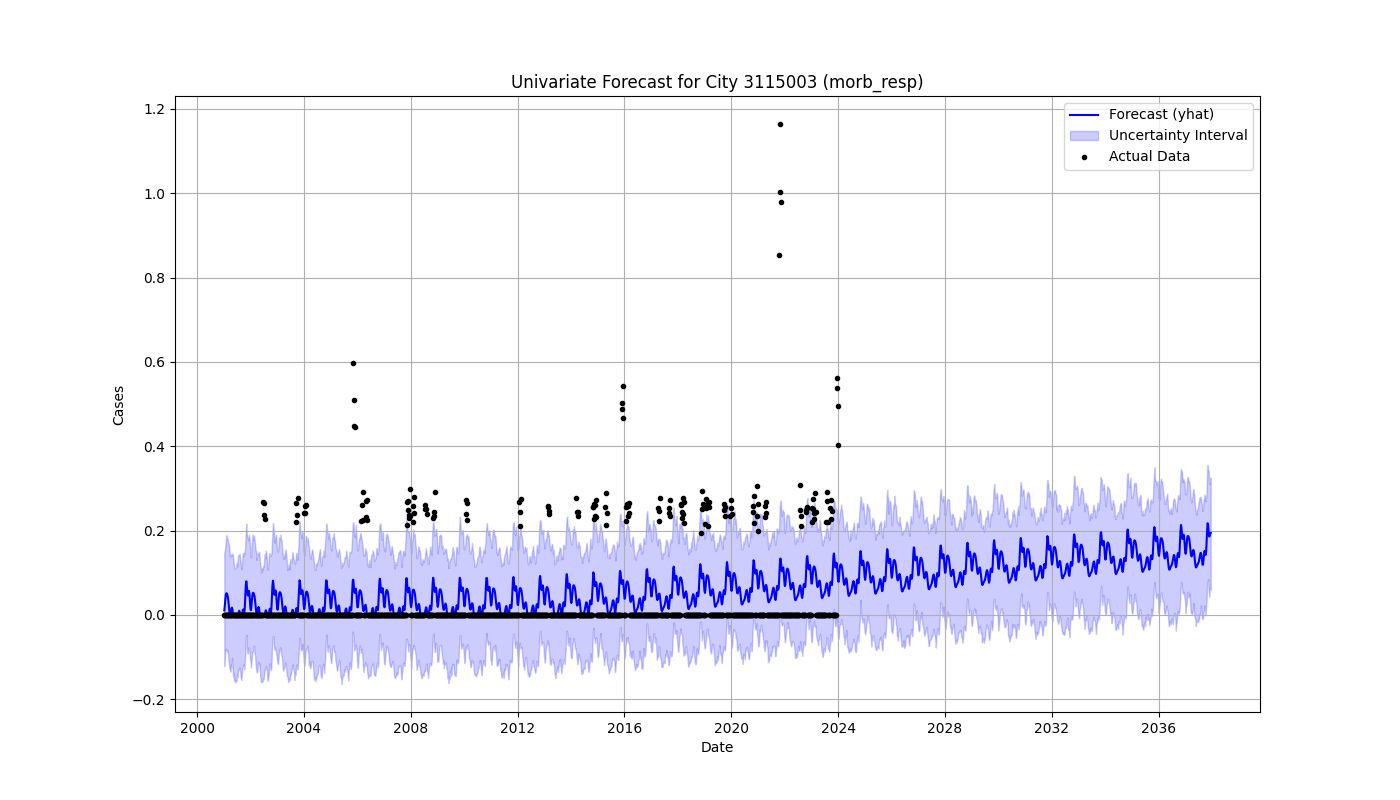 Univariate Forecast for City 3115003 (morb_resp)
Forecast (yhat)
Uncertainty Interval
Actual Data
1.2
1.0
0.8
0.6
0.4
0.2
0.0
−0.2
Cases
2000 2004 2008 2012 2016 2020 2024 2028 2032 2036
Date